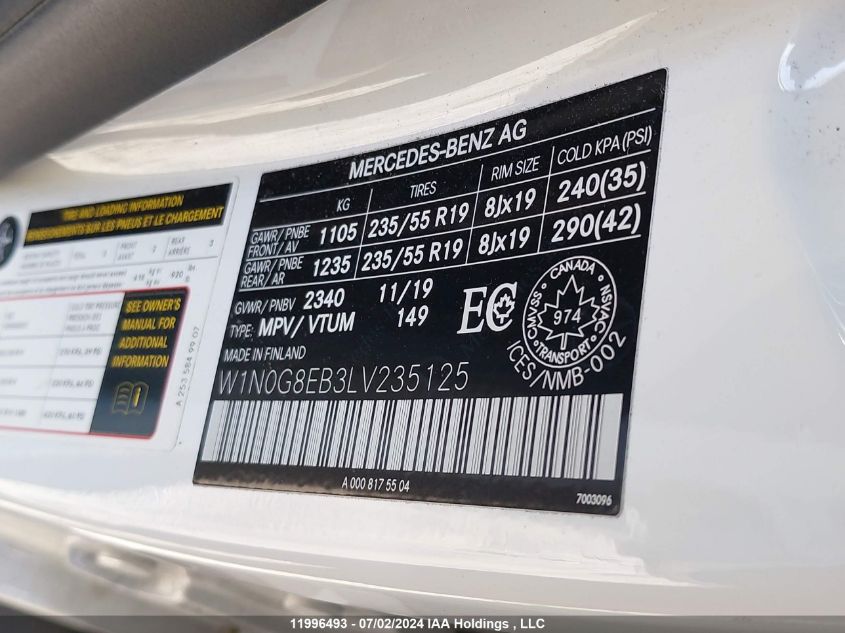 TIRE AND LOADING INFORMATION
RENSEIGNEMENTS SUR LES PNEUS ET LE CHARGEMENT
SEE OWNER'S
MANUAL FOR
ADDITIONAL
INFORMATION
A 253 584 99 07
MERCEDES-BENZ AG
KG TIRES RIM SIZE COLD KPA (PSI)
GAWR/PNBE
FRONT/AV 1105 235/55 R19 8Jx19 240(35)
GAWR/PNBE
REAR/AR 1235 235/55 R19 8Jx19 290(42)
GVWR/PNBV 2340 11/19
TYPE: MPV/VTUM 149
EC
CANADA
SVMAC NSVAC
974
TRANSPORT
ICES/NMB-002
MADE IN FINLAND
W1N0G8EB3LV235125
A 000 817 55 04
7003096
11996493 - 07/02/2024 IAA Holdings , LLC